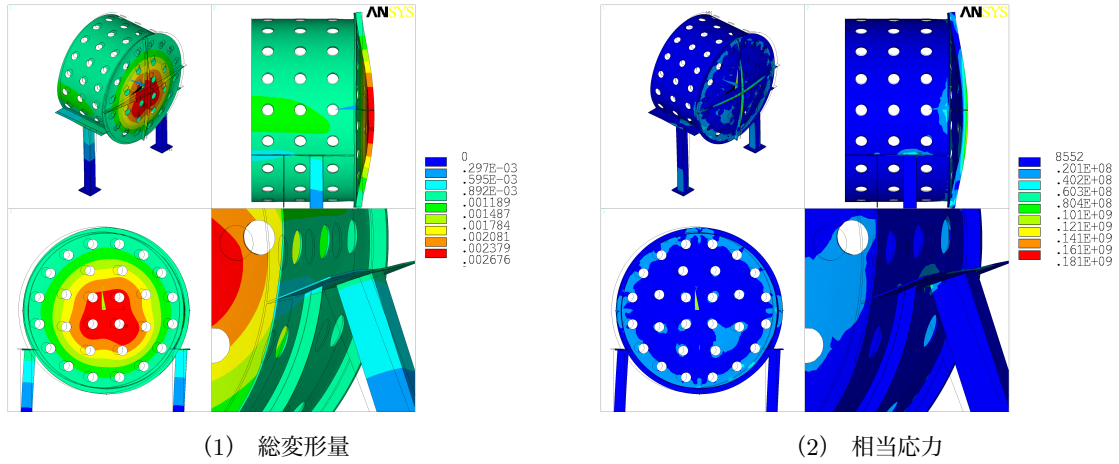 ANSYS
0
.297E-03
.595E-03
.892E-03
.001189
.001487
.001784
.002081
.002379
.002676
(1) 総変形量
ANSYS
8552
.201E+08
.402E+08
.603E+08
.804E+08
.101E+09
.121E+09
.141E+09
.161E+09
.181E+09
(2) 相当応力